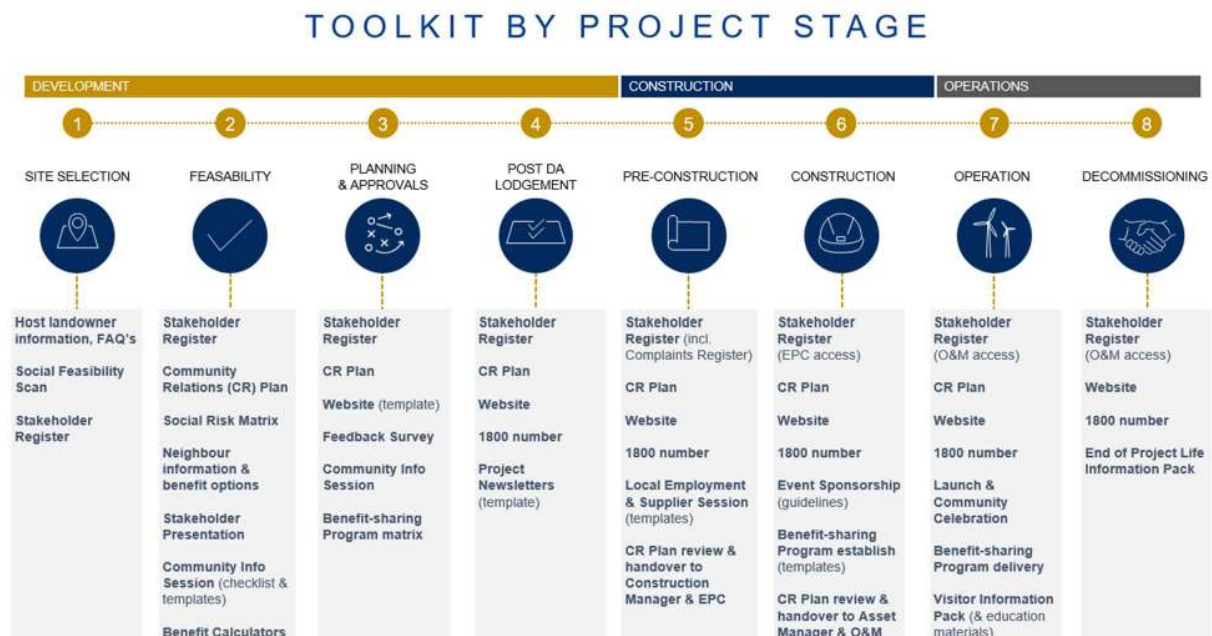 TOOLKIT BY PROJECT STAGE
DEVELOPMENT
CONSTRUCTION
OPERATIONS
1
2
3
4
5
6
7
8
SITE SELECTION
FEASABILITY
PLANNING
& APPROVALS
POST DA
LODGEMENT
PRE-CONSTRUCTION
CONSTRUCTION
OPERATION
DECOMMISSIONING
Host landowner
information, FAQ's
Social Feasibility
Scan
Stakeholder
Register
Stakeholder
Register
Community
Relations (CR) Plan
Social Risk Matrix
Neighbour
information &
benefit options
Stakeholder
Presentation
Community Info
Session (checklist &
templates)
Benefit Calculators
Stakeholder
Register
CR Plan
Website (template)
Feedback Survey
Community Info
Session
Benefit-sharing
Program matrix
Stakeholder
Register
CR Plan
Website
1800 number
Project
Newsletters
(template)
Stakeholder
Register (incl.
Complaints Register)
CR Plan
Website
1800 number
Local Employment
& Supplier Session
(templates)
CR Plan review &
handover to
Construction
Manager & EPC
Stakeholder
Register
(EPC access)
CR Plan
Website
1800 number
Event Sponsorship
(guidelines)
Benefit-sharing
Program establish
(templates)
CR Plan review &
handover to Asset
Manager & O&M
Stakeholder
Register
(O&M access)
CR Plan
Website
1800 number
Launch &
Community
Celebration
Benefit-sharing
Program delivery
Visitor Information
Pack (& education
materials)
Stakeholder
Register
(O&M access)
Website
1800 number
End of Project Life
Information Pack